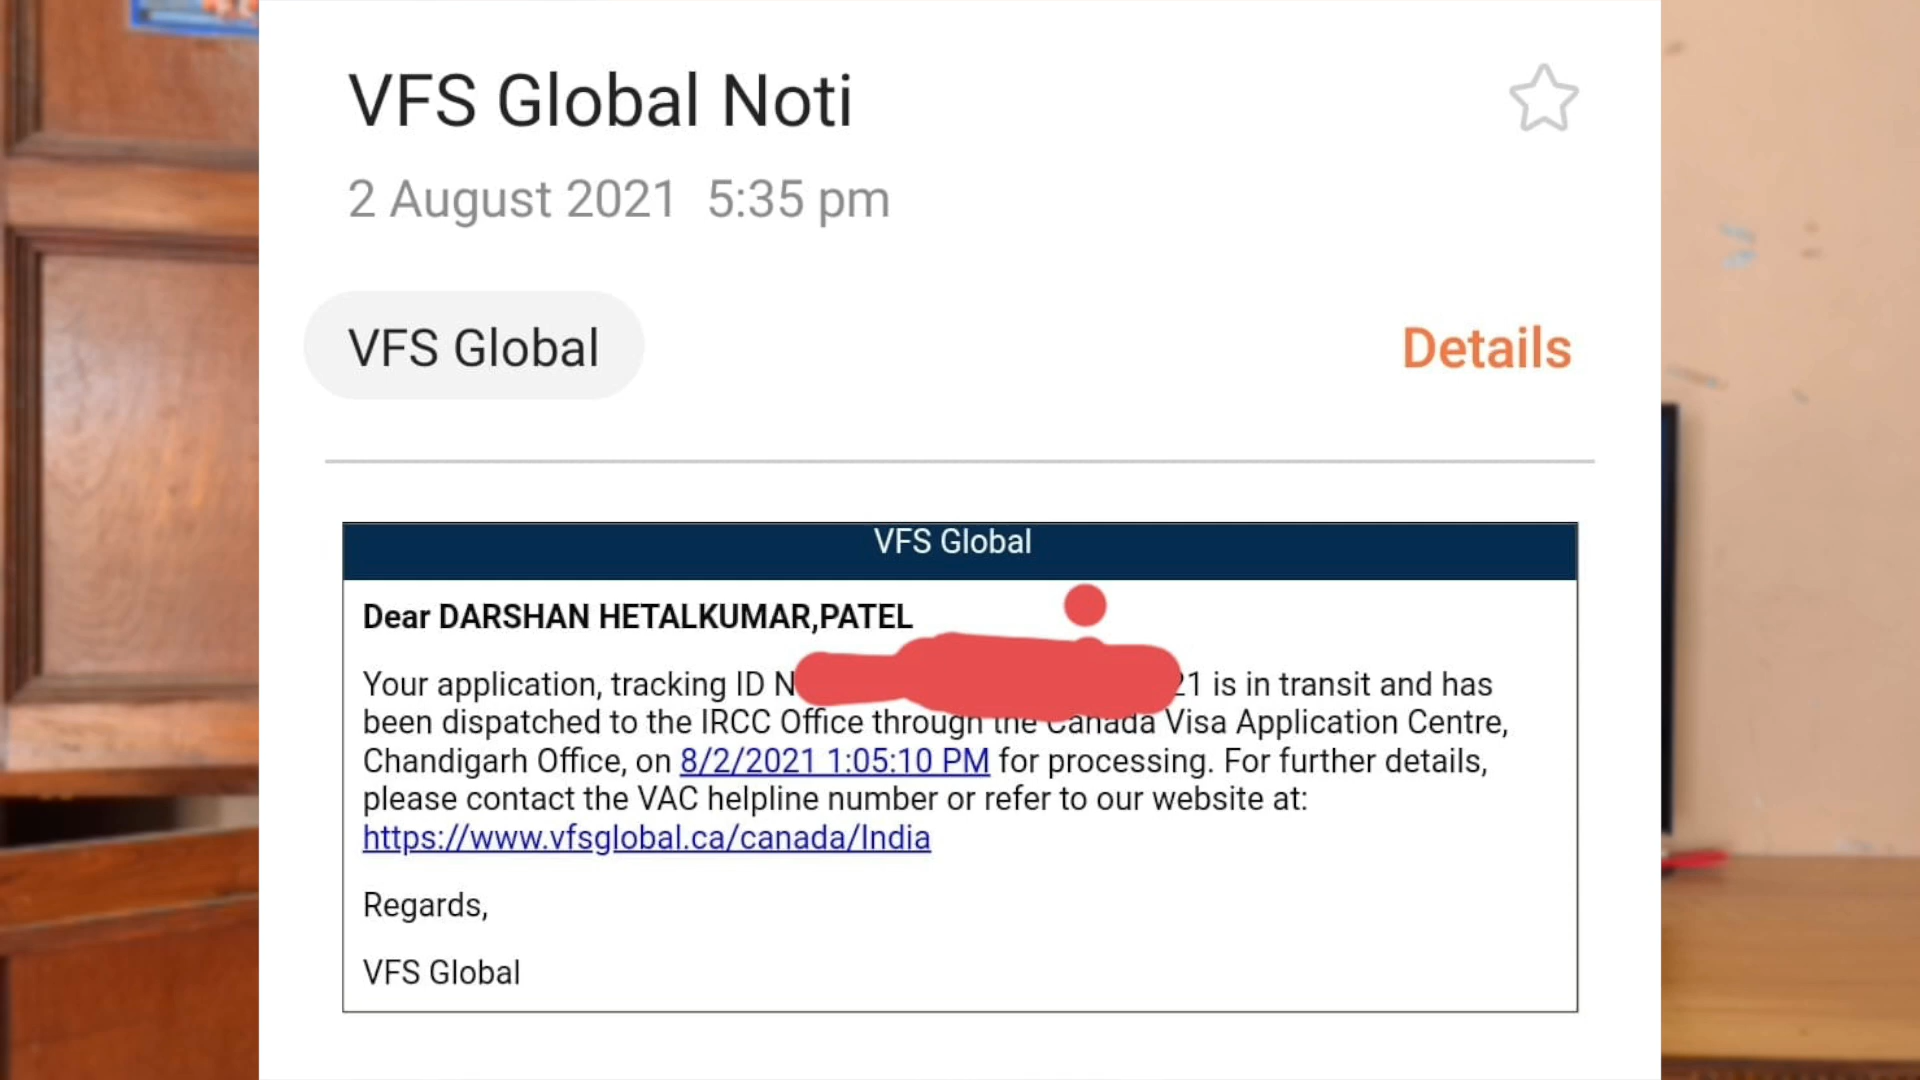 VFS Global Noti
2 August 2021 5:35 pm
VFS Global
Details
VFS Global
Dear DARSHAN HETALKUMAR,PATEL
Your application, tracking ID N 21 is in transit and has
been dispatched to the IRCC Office through the Canada Visa Application Centre,
Chandigarh Office, on 8/2/2021 1:05:10 PM for processing. For further details,
please contact the VAC helpline number or refer to our website at:
https://www.vfsglobal.ca/canada/India
Regards,
VFS Global